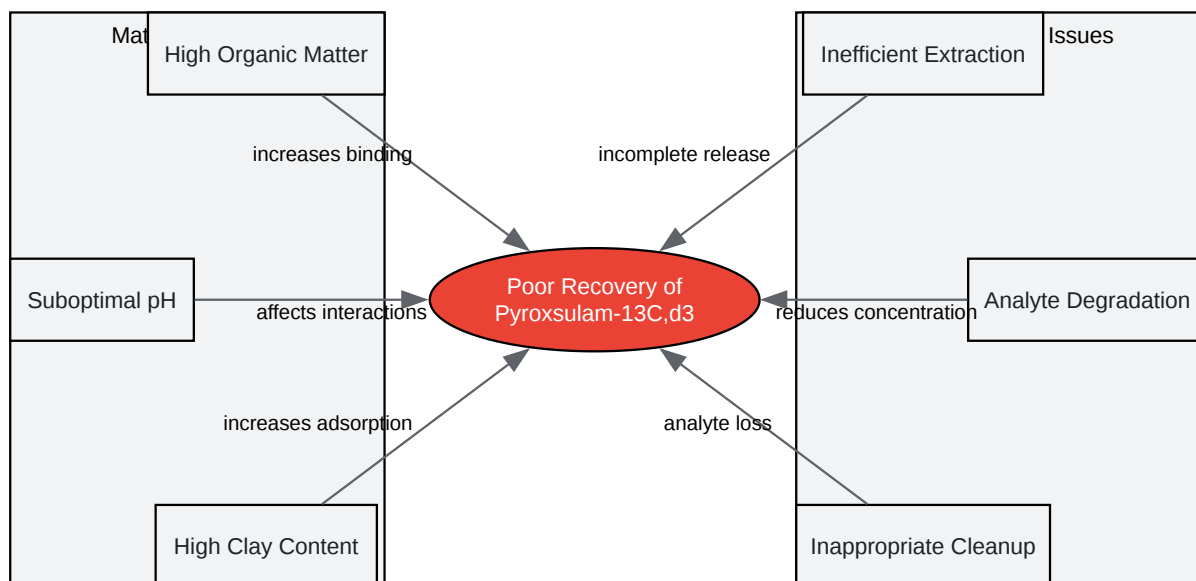 Mat
High Organic Matter
Inefficient Extraction
Issues
increases binding
incomplete release
Suboptimal pH
affects interactions
Poor Recovery of
Pyroxsulam-13C,d3
reduces concentration
Analyte Degradation
increases adsorption
analyte loss
High Clay Content
Inappropriate Cleanup